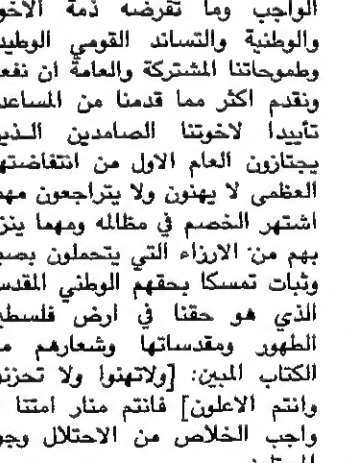 الواجب وما تفرضه ذمة الاخو
والوطنية والتساند القومي الوطيد
وطموحاتنا المشتركة والعامة ان نفع
ونقدم اكثر مما قدمنا من المساعد
تأييدا لاخوتنا الصامدين الذين
يجتازون العام الاول من انتفاضته
العظمى لا يهنون ولا يتراجعون مهم
اشتهر الخصم في مظالمه ومهما ينز
بهم من الارزاء التي يتحملون بصب
وثبات تمسكا بحقهم الوطني المقدس
الذي هو حقنا في ارض فلسطي
الطهور ومقدساتها وشعارهم م
الكتاب المبين: [ولاتهنوا ولا تحزنو
وانتم الاعلون] فانتم منار امتنا
واجب الخلاص من الاحتلال وجو